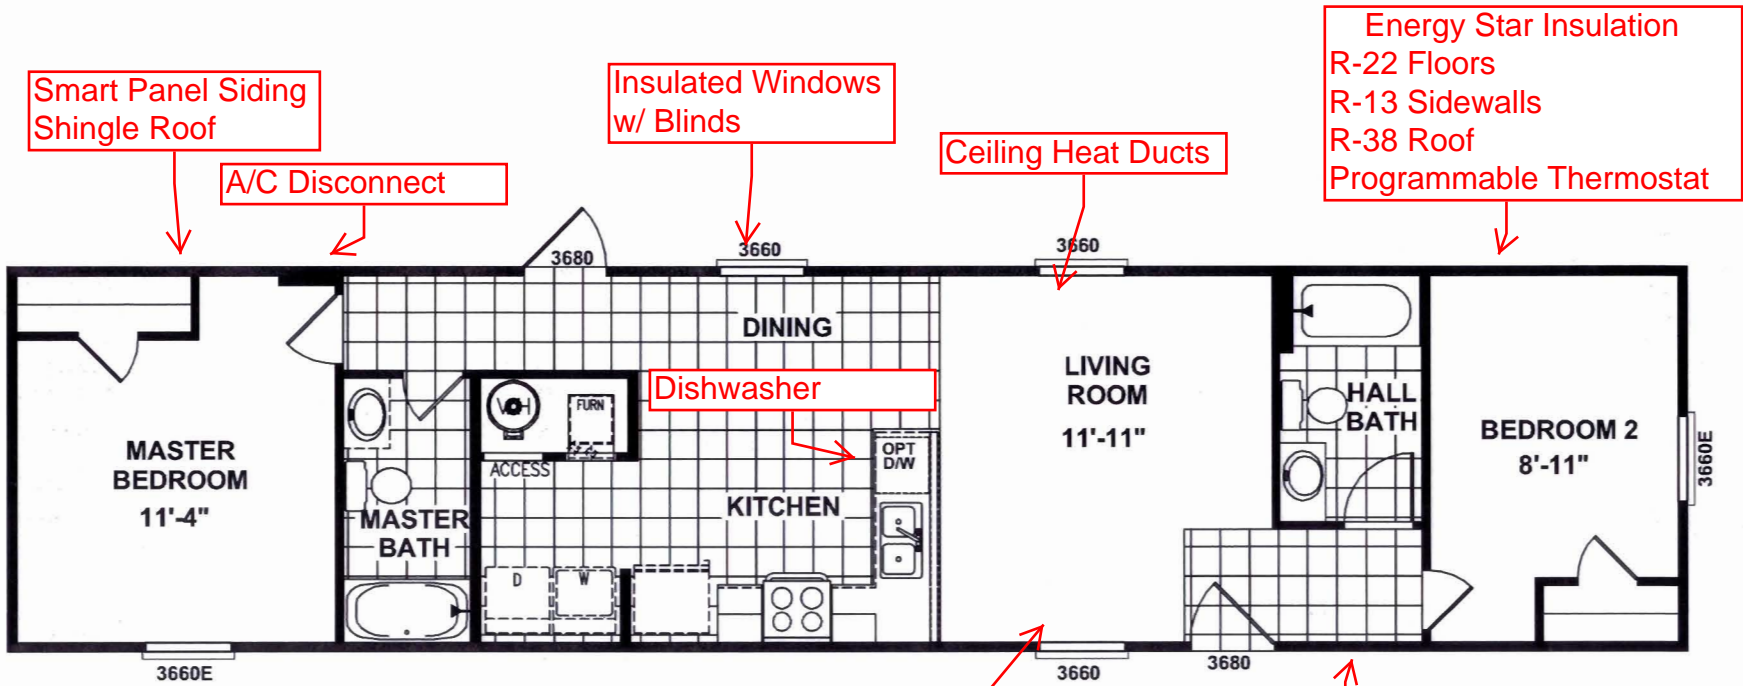 Energy Star Insulation
R-22 Floors
R-13 Sidewalls
R-38 Roof
Programmable Thermostat
Smart Panel Siding
Shingle Roof
Insulated Windows
w/ Blinds
Ceiling Heat Ducts
A/C Disconnect
3680
3660
3660
DINING
LIVING
ROOM
11'-11"
Dishwasher
W H
FURN
HALL
BATH
MASTER
BEDROOM
11'-4"
BEDROOM 2
8'-11"
3660E
OPT
D/W
ACCESS
KITCHEN
MASTER
BATH
D
W
3660E
3660
3680